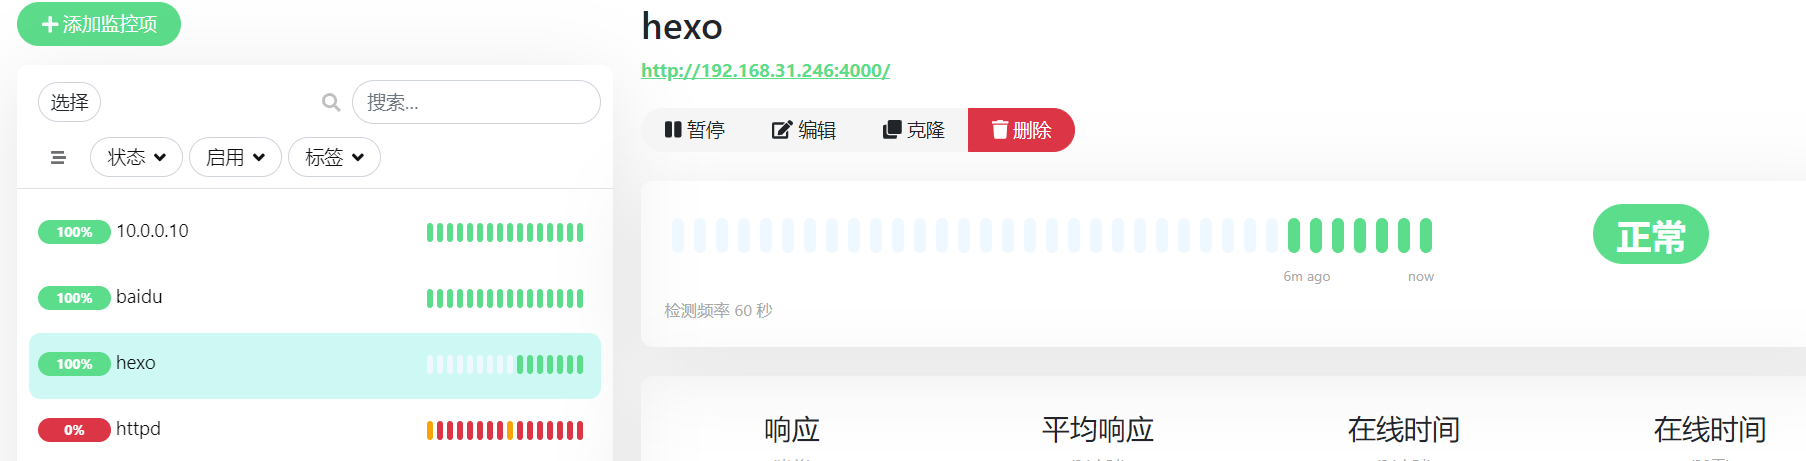 添加监控项
选择
搜索...
状态
启用
标签
100% 10.0.0.10
100% baidu
100% hexo
0% httpd
hexo
http://192.168.31.246:4000/
暂停
编辑
克隆
删除
6m ago
now
正常
检测频率 60 秒
响应
平均响应
在线时间
在线时间